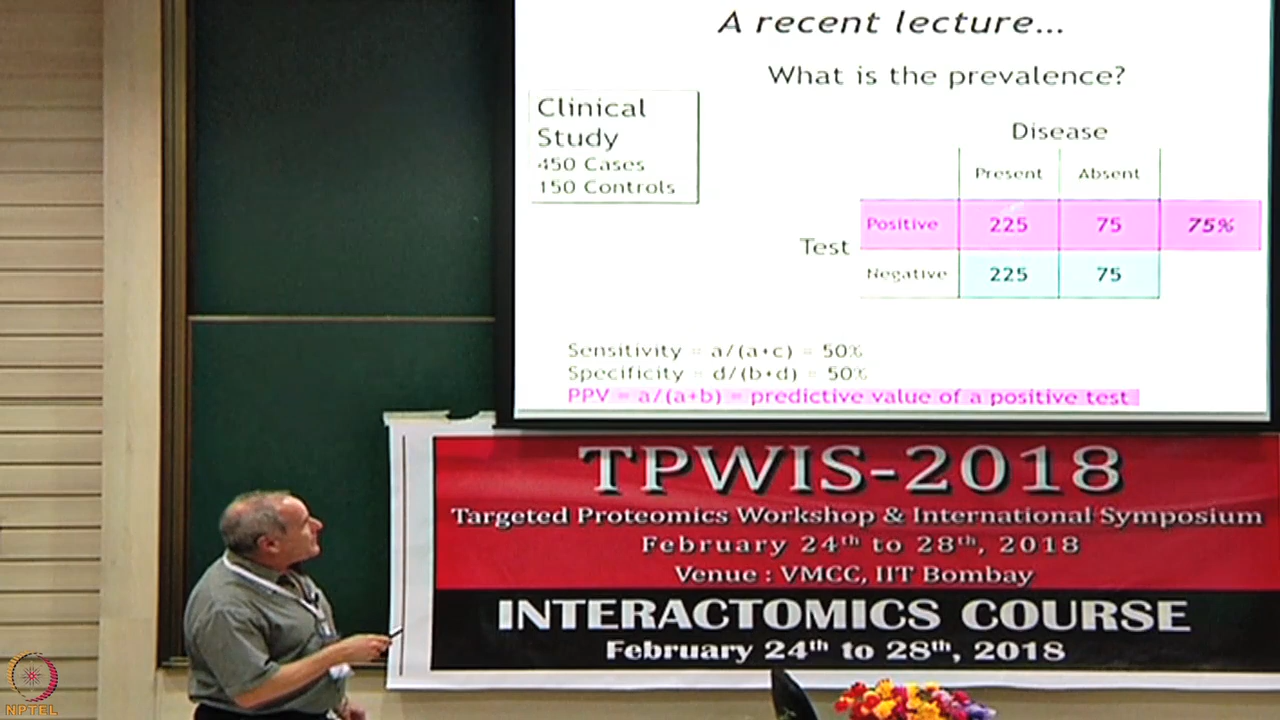 A recent lecture...
What is the prevalence?
Clinical
Study
450 Cases
150 Controls
Disease
Present Absent
Positive 225 75 75%
Test
Negative 225 75
Sensitivity = a/(a+c) = 50%
Specificity = d/(b+d) = 50%
PPV = a/(a+b) = predictive value of a positive test
TPWIS-2018
Targeted Proteomics Workshop & International Symposium
February 24th to 28th, 2018
Venue : VMCC, IIT Bombay
INTERACTOMICS COURSE
February 24th to 28th, 2018
NPTEL